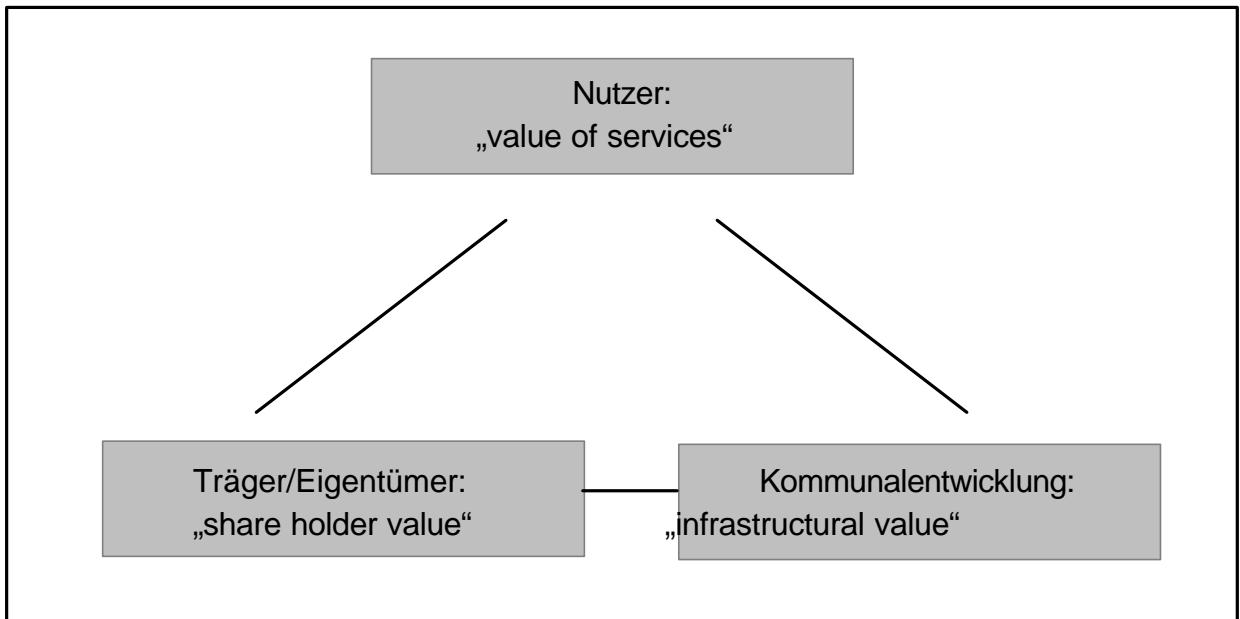 Nutzer:
„value of services“
Träger/Eigentümer:
„share holder value“
Kommunalentwicklung:
„infrastructural value“